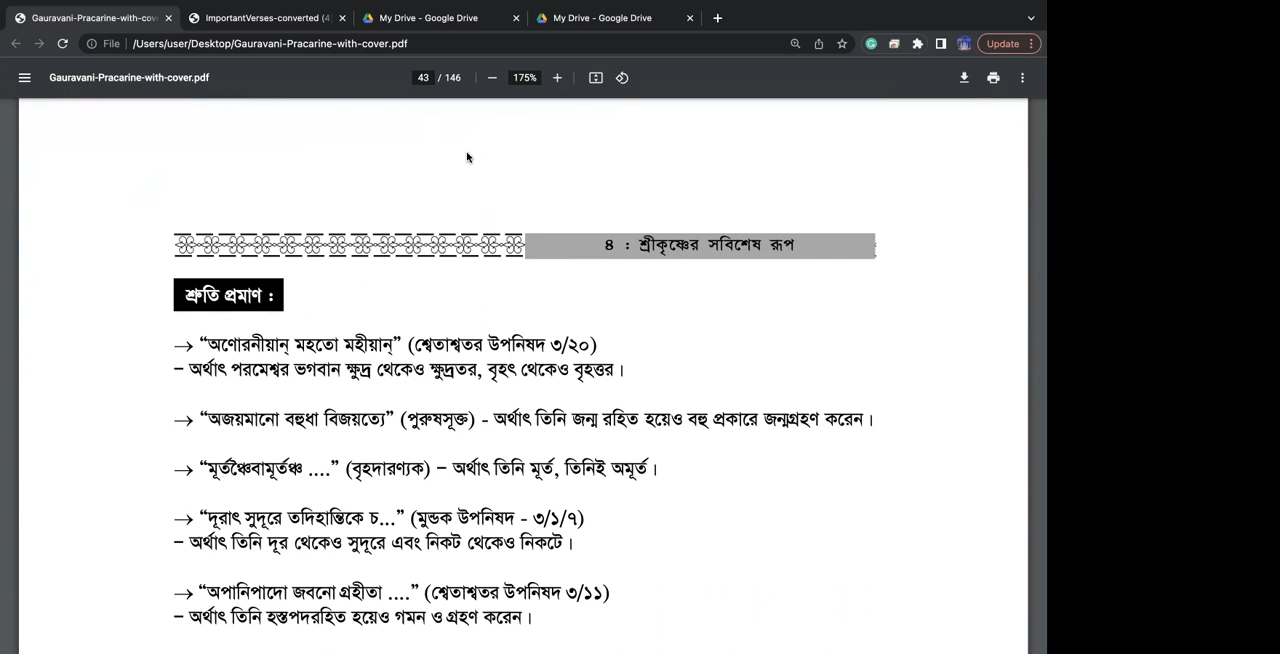 Gauravani-Pracarine-with-cov
ImportantVerses-converted (4)
My Drive - Google Drive
My Drive - Google Drive
File
/Users/user/Desktop/Gauravani-Pracarine-with-cover.pdf
Update
Gauravani-Pracarine-with-cover.pdf
43 / 146
175%
৪ : শ্রীকৃষ্ণের সবিশেষ রূপ
শ্রুতি প্রমাণ :
→ “অণোরনীয়ান্ মহতো মহীয়ান্” (শ্বেতাশ্বতর উপনিষদ ৩/২০)
– অর্থাৎ পরমেশ্বর ভগবান ক্ষুদ্র থেকেও ক্ষুদ্রতর, বৃহৎ থেকেও বৃহত্তর।
→ “অজয়মানো বহুধা বিজয়ত্যে” (পুরুষসূক্ত) - অর্থাৎ তিনি জন্ম রহিত হয়েও বহু প্রকারে জন্মগ্রহণ করেন।
→ “মূর্তঞ্চৈবামূর্তঞ্চ ....” (বৃহদারণ্যক) – অর্থাৎ তিনি মূর্ত, তিনিই অমূর্ত।
→ “দূরাৎ সুদূরে তদিহান্তিকে চ...” (মুন্ডক উপনিষদ - ৩/১/৭)
– অর্থাৎ তিনি দূর থেকেও সুদূরে এবং নিকট থেকেও নিকটে।
→ “অপানিপাদো জবনো গ্রহীতা ....” (শ্বেতাশ্বতর উপনিষদ ৩/১১)
– অর্থাৎ তিনি হস্তপদরহিত হয়েও গমন ও গ্রহণ করেন।